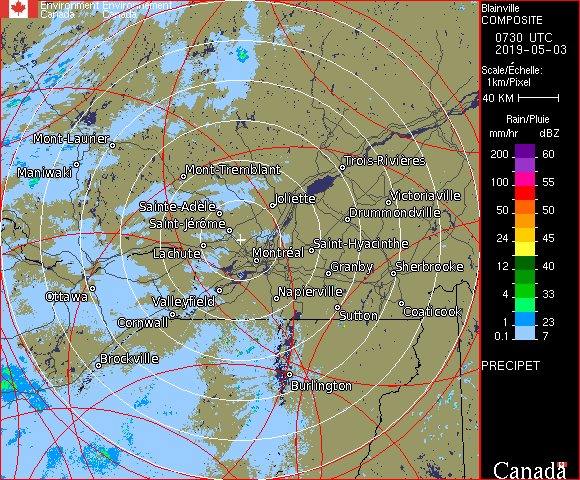 Environment Environnement
Canada Canada
Blainville
COMPOSITE
0730 UTC
2019-05-03
Scale/Échelle:
1km/Pixel
40 KM
Rain/Pluie
mm/hr dBZ
200 60
100 55
50 50
24 45
12 40
4 33
1 23
0.1 7
PRECIPET
Canada
Mont-Laurier
Maniwaki
Mont-Tremblant
Trois-Rivières
Sainte-Adèle
Joliette
Victoriaville
Saint-Jérôme
Drummondville
Lachute
Montréal
Saint-Hyacinthe
Granby
Sherbrooke
Ottawa
Valleyfield
Napierville
Cornwall
Sutton
Coaticook
Brockville
Burlington